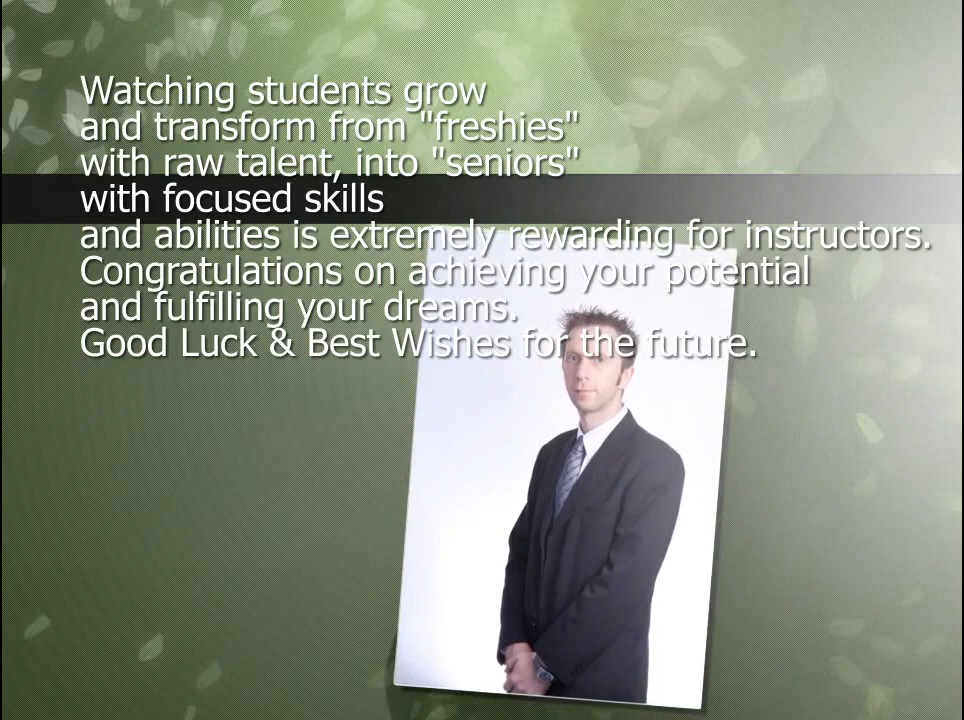 Watching students grow
and transform from "freshies"
with raw talent, into "seniors"
with focused skills
and abilities is extremely rewarding for instructors.
Congratulations on achieving your potential
and fulfilling your dreams.
Good Luck & Best Wishes for the future.